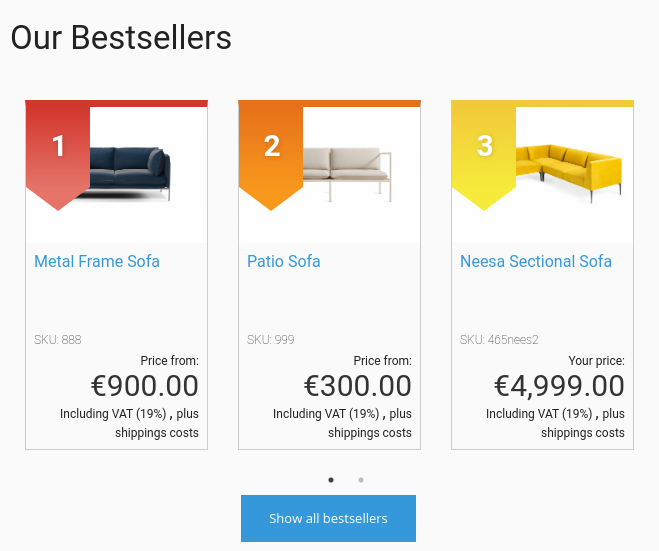 Our Bestsellers
1
2
3
Metal Frame Sofa
Patio Sofa
Neesa Sectional Sofa
SKU: 888
SKU: 999
SKU: 465nees2
Price from:
€900.00
Including VAT (19%) , plus
shippings costs
Price from:
€300.00
Including VAT (19%) , plus
shippings costs
Your price:
€4,999.00
Including VAT (19%) , plus
shippings costs
Show all bestsellers